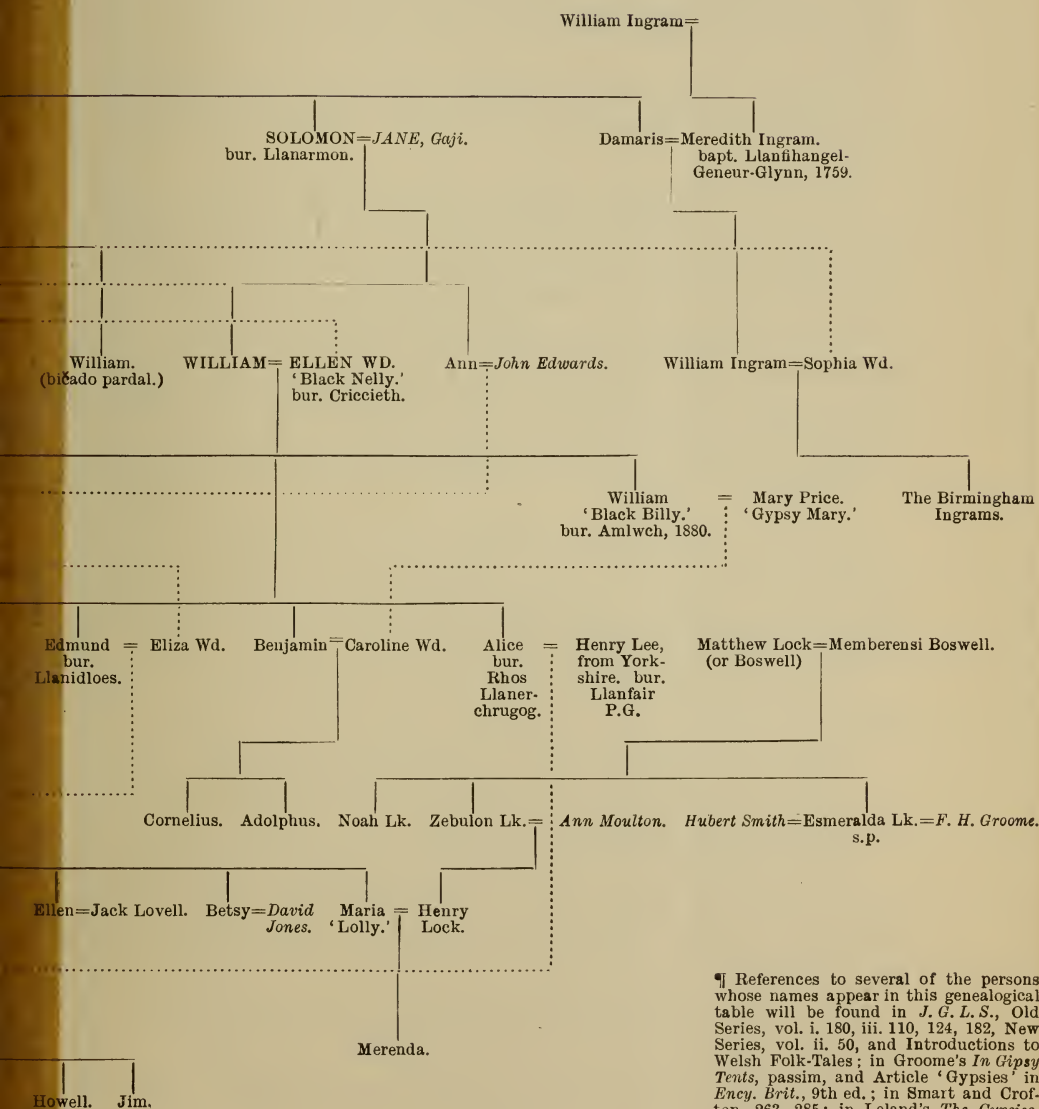 William Ingram=
SOLOMON=JANE, Gaji.
bur. Llanarmon.
Damaris=Meredith Ingram.
bapt. Llanfihangel-
Geneur-Glynn, 1759.
William.
(bičado pardal.)
WILLIAM= ELLEN WD.
'Black Nelly.'
bur. Criccieth.
Ann=John Edwards.
William Ingram=Sophia Wd.
William
'Black Billy.'
bur. Amlwch, 1880.
= Mary Price.
'Gypsy Mary.'
The Birmingham
Ingrams.
Edmund
bur.
Llanidloes.
= Eliza Wd.
Benjamin=Caroline Wd.
Alice
bur.
Rhos
Llaner-
chrugog.
= Henry Lee,
from York-
shire. bur.
Llanfair
P.G.
Matthew Lock=Memberensi Boswell.
(or Boswell)
Cornelius. Adolphus. Noah Lk. Zebulon Lk.= Ann Moulton. Hubert Smith=Esmeralda Lk.=F. H. Groome.
s.p.
Ellen=Jack Lovell.
Betsy=David
Jones.
Maria
'Lolly.'
= Henry
Lock.
Merenda.
Howell. Jim.
¶ References to several of the persons
whose names appear in this genealogical
table will be found in J. G. L. S., Old
Series, vol. i. 180, iii. 110, 124, 182, New
Series, vol. ii. 50, and Introductions to
Welsh Folk-Tales; in Groome's In Gipsy
Tents, passim, and Article 'Gypsies' in
Ency. Brit., 9th ed.; in Smart and Crof-